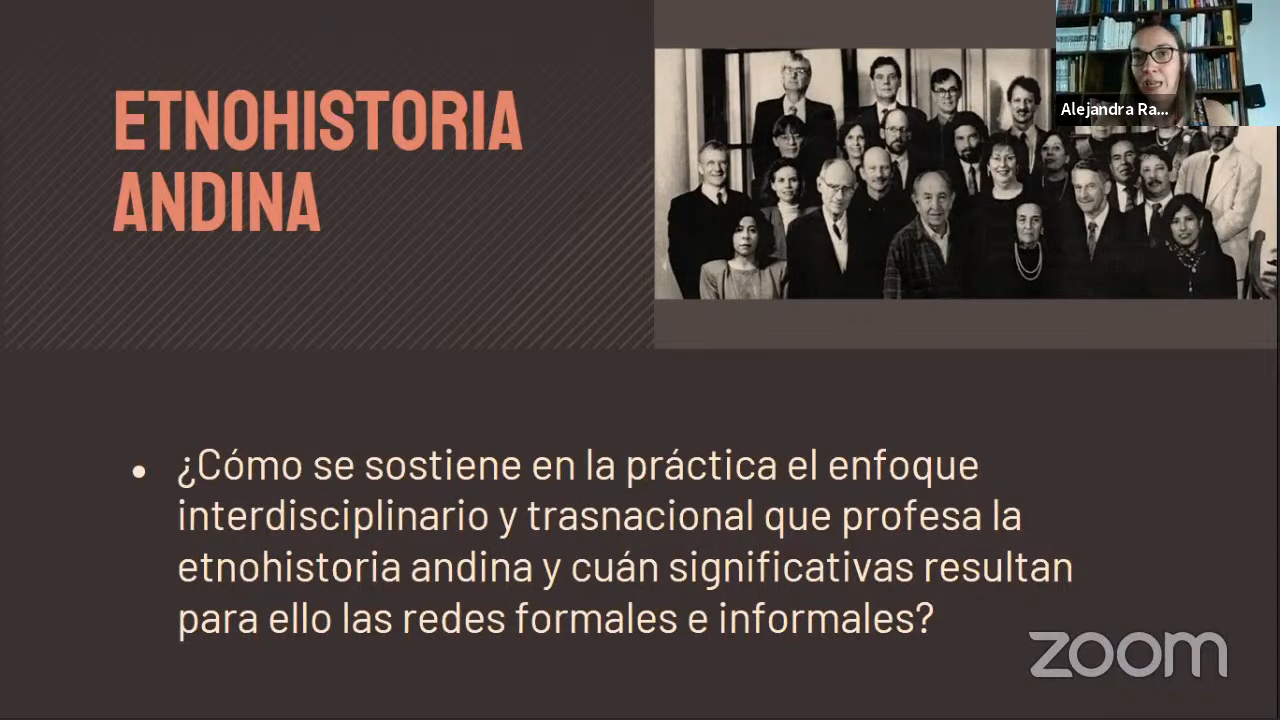 ETNOHISTORIA
ANDINA
Alejandra Ra...
¿Cómo se sostiene en la práctica el enfoque
interdisciplinario y trasnacional que profesa la
etnohistoria andina y cuán significativas resultan
para ello las redes formales e informales?
zoom